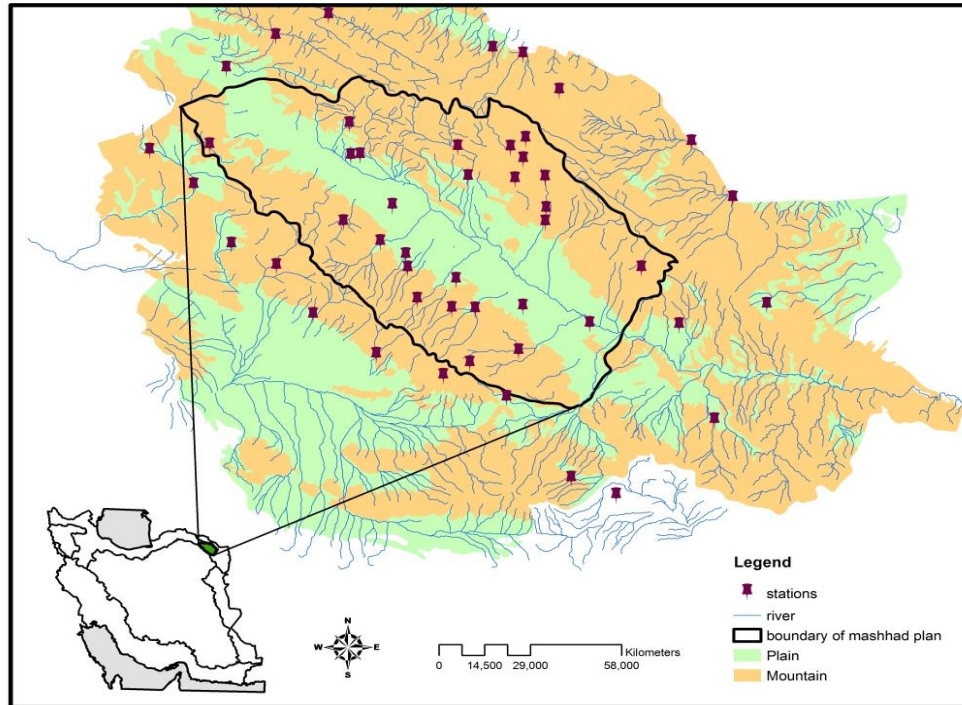 Legend
stations
river
boundary of mashhad plan
Plain
Mountain
N
W E
S
Kilometers
0 14,500 29,000 58,000